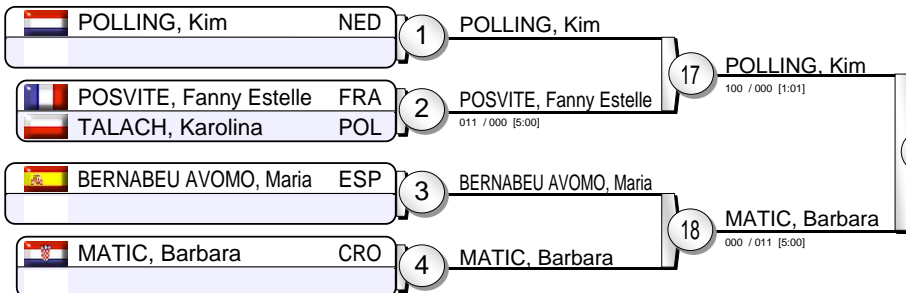 POLLING, Kim NED
1
POLLING, Kim
17
POLLING, Kim
100 / 000 [1:01]
POSVITE, Fanny Estelle FRA
TALACH, Karolina POL
2
POSVITE, Fanny Estelle
011 / 000 [5:00]
BERNABEU AVOMO, Maria ESP
3
BERNABEU AVOMO, Maria
18
MATIC, Barbara
000 / 011 [5:00]
MATIC, Barbara CRO
4
MATIC, Barbara